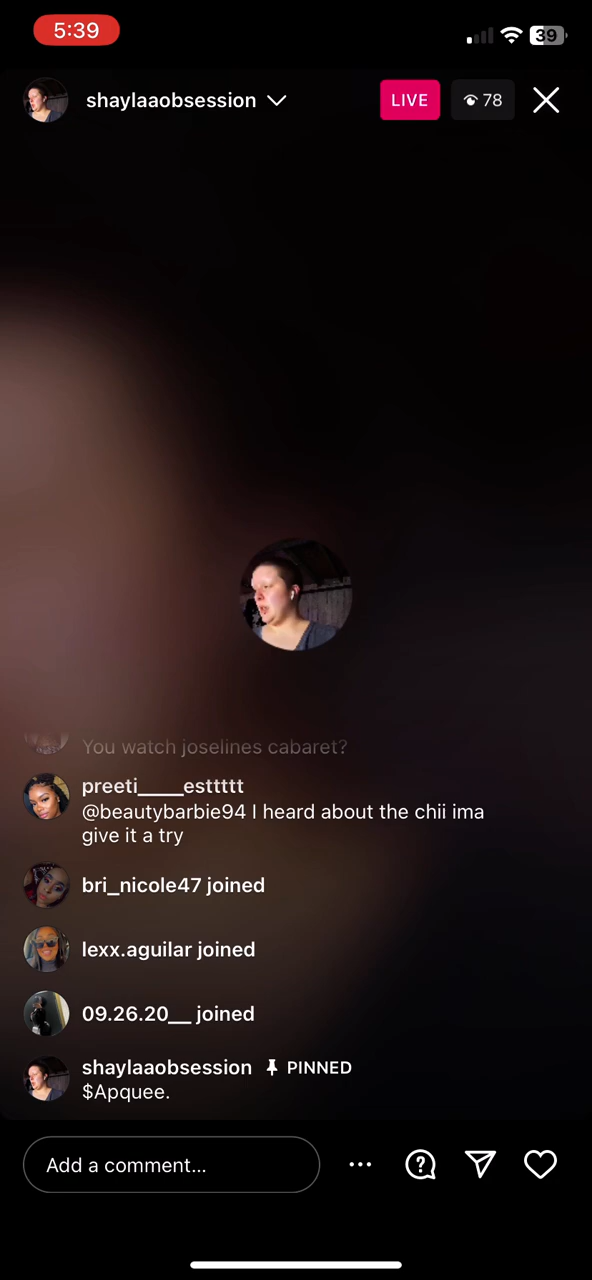 5:39
39
shaylaaobsession
LIVE
78
You watch joselines cabaret?
preeti____esttttt
@beautybarbie94 I heard about the chii ima
give it a try
bri_nicole47 joined
lexx.aguilar joined
09.26.20__ joined
shaylaaobsession PINNED
$Apquee.
Add a comment...